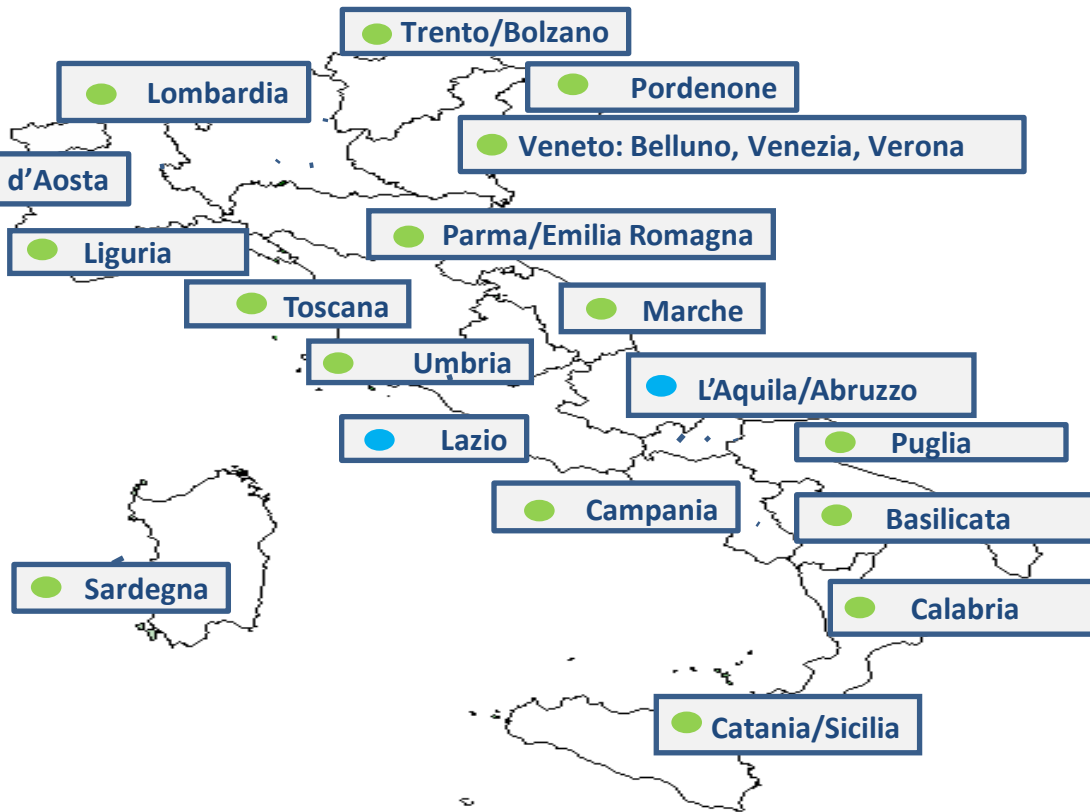 Trento/Bolzano
Lombardia
Pordenone
Veneto: Belluno, Venezia, Verona
d’Aosta
Parma/Emilia Romagna
Liguria
Toscana
Marche
Umbria
L’Aquila/Abruzzo
Lazio
Puglia
Campania
Basilicata
Sardegna
Calabria
Catania/Sicilia